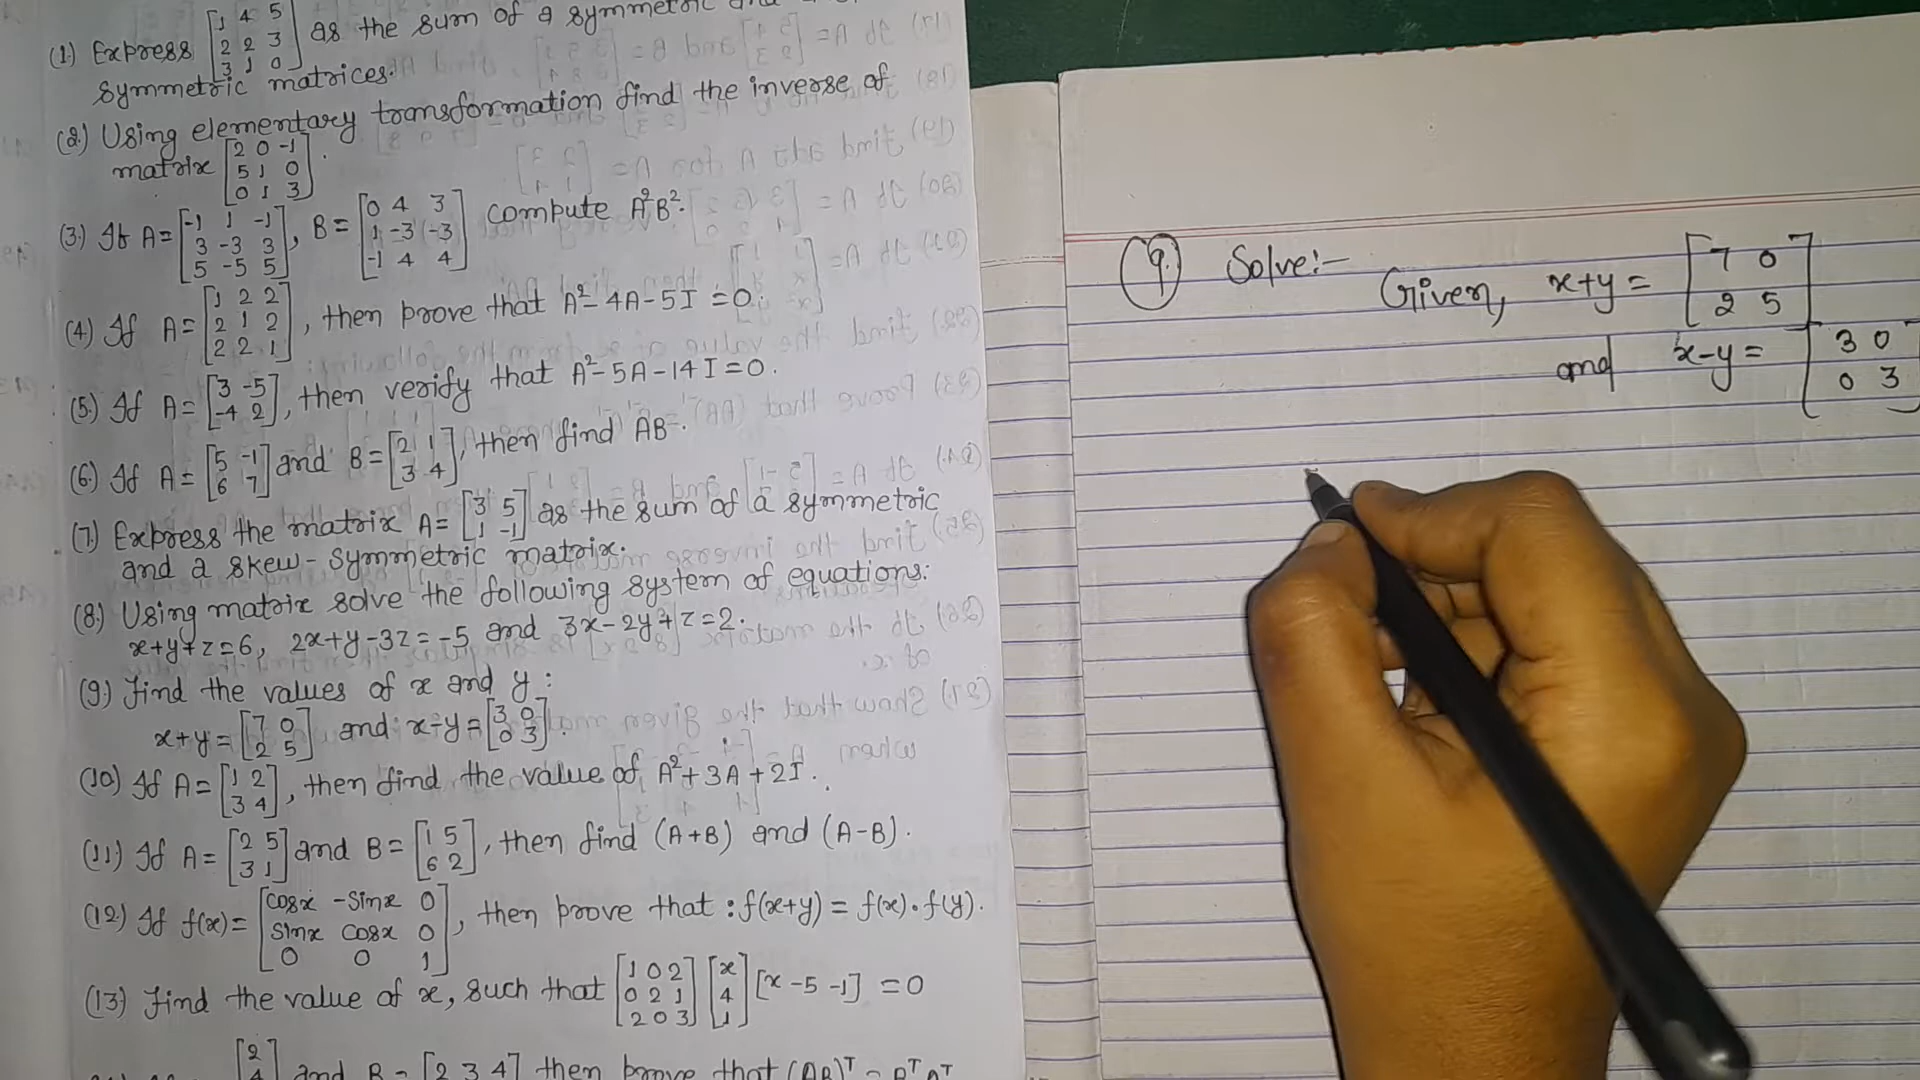 (1) Express [1 4 5 / 2 2 3 / 3 1 0] as the sum of a symmetric and
symmetric matrices.
(2.) Using elementary transformation find the inverse of
matrix [2 0 -1 / 5 1 0 / 0 1 3].
(3.) If A = [-1 1 -1 / 3 -3 3 / 5 -5 5], B = [0 4 3 / 1 -3 -3 / -1 4 4] compute A²B².
(4) If A = [1 2 2 / 2 1 2 / 2 2 1], then prove that A² - 4A - 5I = 0.
(5.) If A = [3 -5 / -4 2], then verify that A² - 5A - 14I = 0.
(6.) If A = [5 -1 / 6 7] and B = [2 1 / 3 4], then find AB.
(7.) Express the matrix A = [3 5 / 1 -1] as the sum of a symmetric
and a skew-symmetric matrix.
(8.) Using matrix solve the following system of equations:
x+y+z=6, 2x+y-3z=-5 and 3x-2y+z=2.
(9.) Find the values of x and y :
x+y = [7 0 / 2 5] and x-y = [3 0 / 0 3].
(10.) If A = [1 2 / 3 4], then find the value of A² + 3A + 2I.
(11.) If A = [2 5 / 3 1] and B = [1 5 / 6 2], then find (A+B) and (A-B).
(12.) If f(x) = [cosx -sinx 0 / sinx cosx 0 / 0 0 1], then prove that : f(x+y) = f(x).f(y).
(13.) Find the value of x, such that [1 0 2 / 0 2 1 / 2 0 3] [x / 4 / 1] [x -5 -1] = 0
[2 / 4 and B = [2 3 4] then prove that (AB)ᵀ = BᵀAᵀ
(9.) Solve:-
Given, x+y = [7 0 / 2 5]
and x-y = [3 0 / 0 3]